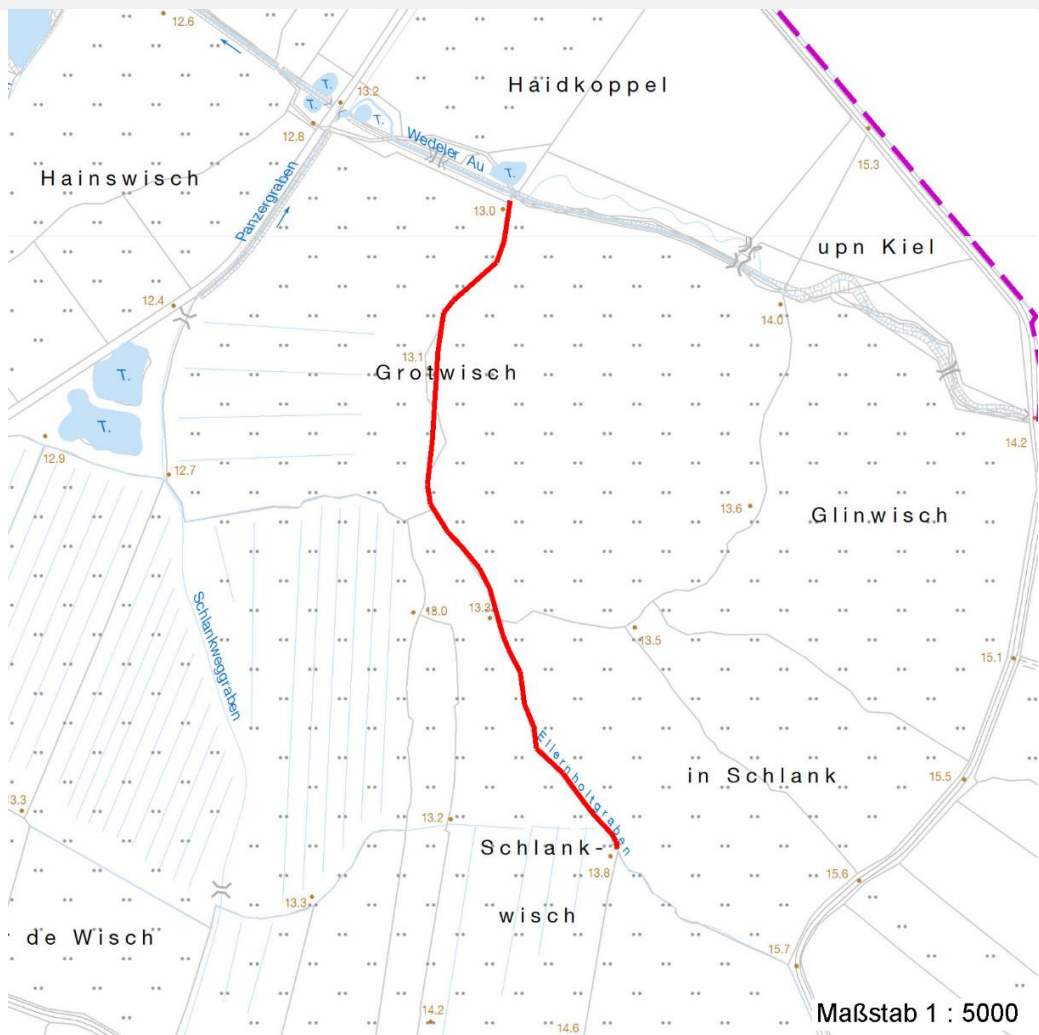 12.6
Haidkoppel
T.
T.
13.2
T.
12.8
Wedeler Au
15.3
Hainswisch
T.
Panzergraben
13.0
upn Kiel
12.4
14.0
13.1
Grotwisch
T.
T.
14.2
12.9
12.7
13.6
Glinwisch
Schlankweggraben
13.0
13.3
13.5
15.1
Ellernholtgraben
in Schlank
15.5
13.3
13.2
Schlank-
13.8
15.6
13.3
wisch
de Wisch
15.7
14.2
14.6
Maßstab 1 : 5000